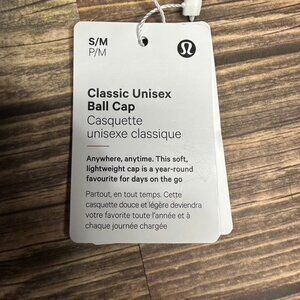 S/M
P/M
Classic Unisex
Ball Cap
Casquette
unisexe classique
Anywhere, anytime. This soft,
lightweight cap is a year-round
favourite for days on the go
Partout, en tout temps. Cette
casquette douce et légère deviendra
votre favorite toute l'année et à
chaque journée chargée